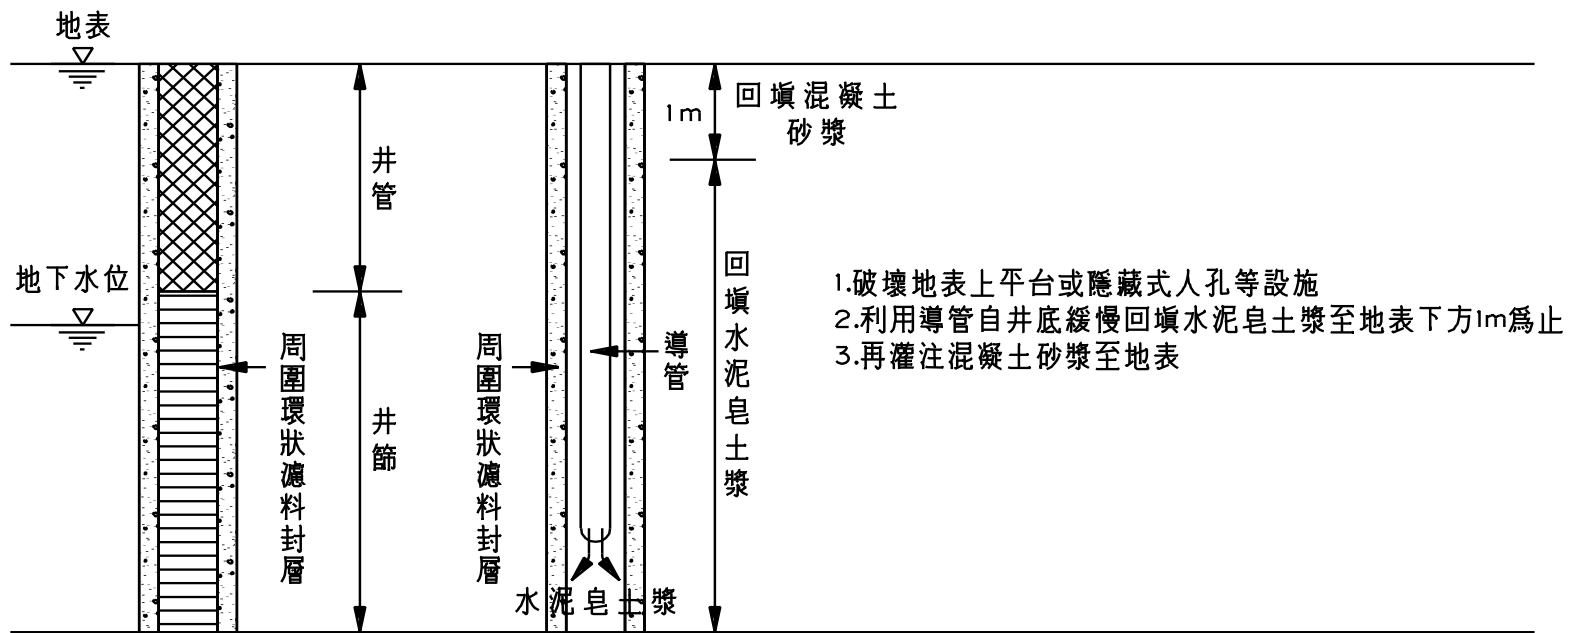 地表
地下水位
周圍環狀濾料封層
井管
井篩
周圍環狀濾料封層
水泥皂土漿
導管
1m
回填混凝土
砂漿
回填水泥皂土漿
1.破壞地表上平台或隱藏式人孔等設施
2.利用導管自井底緩慢回填水泥皂土漿至地表下方1m為止
3.再灌注混凝土砂漿至地表